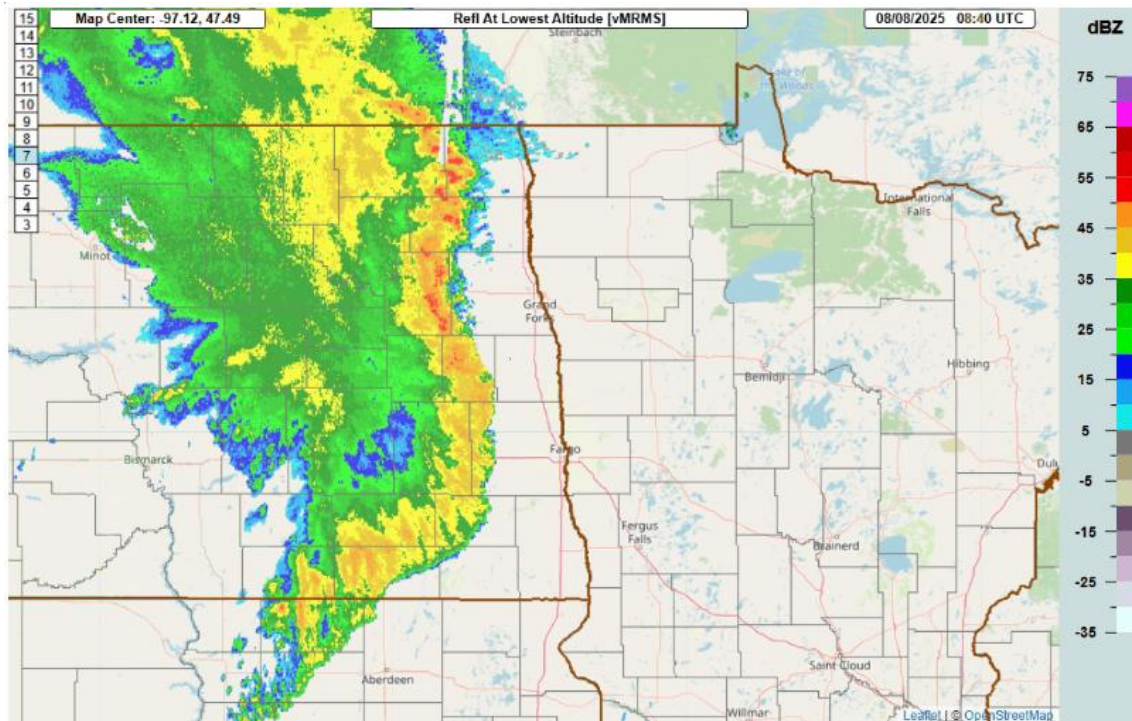 Map Center: -97.12, 47.49
Refl At Lowest Altitude [vMRMS]
08/08/2025 08:40 UTC
dBZ
15
14
13
12
11
10
9
8
7
6
5
4
3
Steinbach
International
Falls
Minot
Grand
Forks
Hibbing
Bemidji
Bismarck
Fargo
Fergus
Falls
Brainerd
Saint Cloud
Aberdeen
Willmar
Leaflet | © OpenStreetMap
75
65
55
45
35
25
15
5
-5
-15
-25
-35